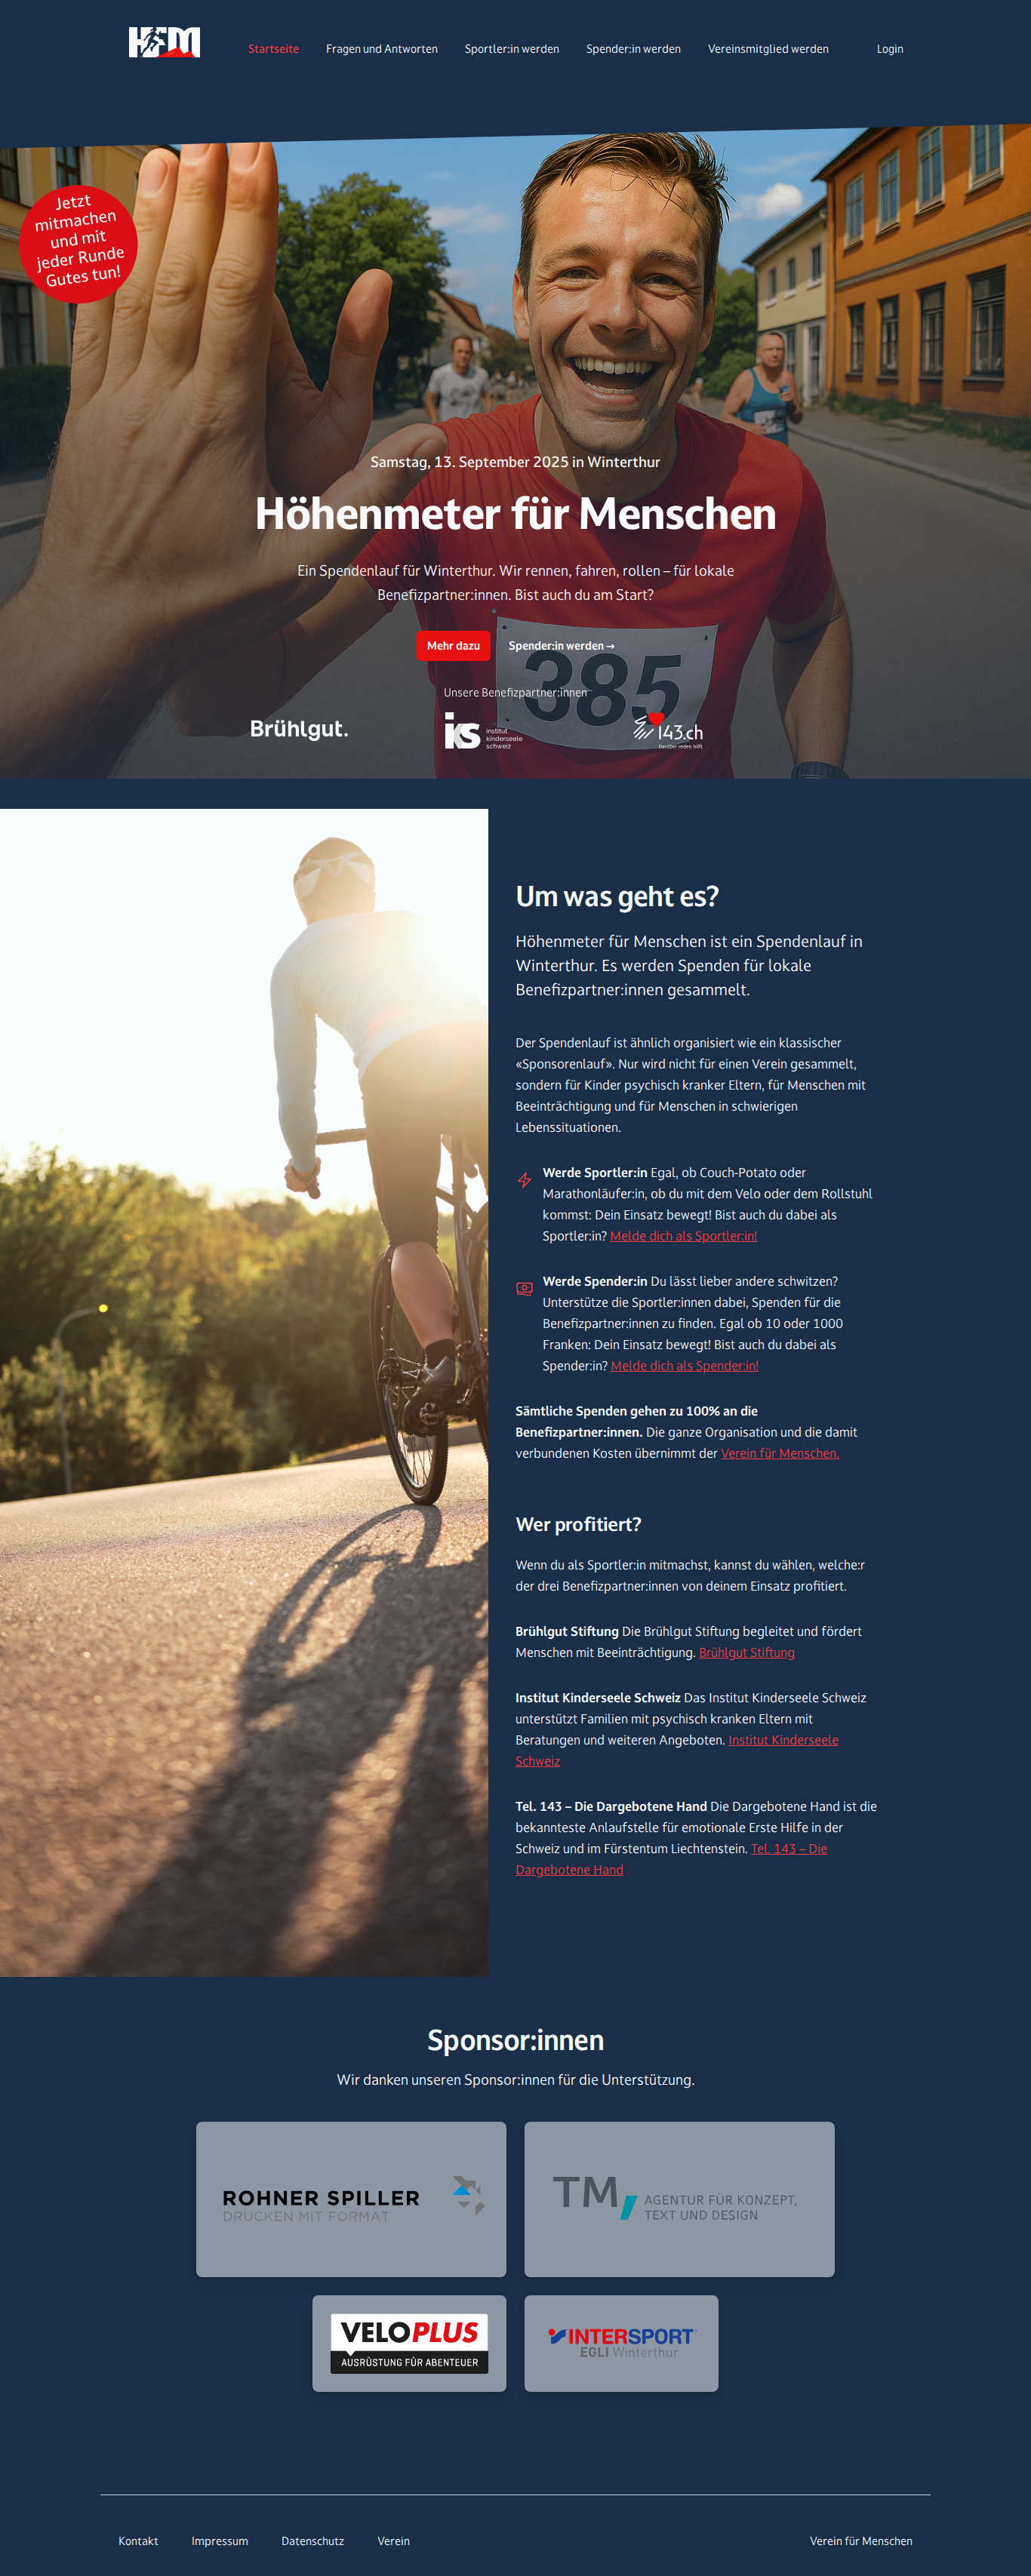 HFM
Startseite
Fragen und Antworten
Sportler:in werden
Spender:in werden
Vereinsmitglied werden
Login
Jetzt
mitmachen
und mit
jeder Runde
Gutes tun!
Samstag, 13. September 2025 in Winterthur
Höhenmeter für Menschen
Ein Spendenlauf für Winterthur. Wir rennen, fahren, rollen – für lokale
Benefizpartner:innen. Bist auch du am Start?
Mehr dazu
Spender:in werden →
385
Unsere Benefizpartner:innen
Brühlgut.
iks
institut
kinderseele
schweiz
143.ch
Darüber reden hilft
Um was geht es?
Höhenmeter für Menschen ist ein Spendenlauf in
Winterthur. Es werden Spenden für lokale
Benefizpartner:innen gesammelt.
Der Spendenlauf ist ähnlich organisiert wie ein klassischer
«Sponsorenlauf». Nur wird nicht für einen Verein gesammelt,
sondern für Kinder psychisch kranker Eltern, für Menschen mit
Beeinträchtigung und für Menschen in schwierigen
Lebenssituationen.
Werde Sportler:in Egal, ob Couch-Potato oder
Marathonläufer:in, ob du mit dem Velo oder dem Rollstuhl
kommst: Dein Einsatz bewegt! Bist auch du dabei als
Sportler:in? Melde dich als Sportler:in!
Werde Spender:in Du lässt lieber andere schwitzen?
Unterstütze die Sportler:innen dabei, Spenden für die
Benefizpartner:innen zu finden. Egal ob 10 oder 1000
Franken: Dein Einsatz bewegt! Bist auch du dabei als
Spender:in? Melde dich als Spender:in!
Sämtliche Spenden gehen zu 100% an die
Benefizpartner:innen. Die ganze Organisation und die damit
verbundenen Kosten übernimmt der Verein für Menschen.
Wer profitiert?
Wenn du als Sportler:in mitmachst, kannst du wählen, welche:r
der drei Benefizpartner:innen von deinem Einsatz profitiert.
Brühlgut Stiftung Die Brühlgut Stiftung begleitet und fördert
Menschen mit Beeinträchtigung. Brühlgut Stiftung
Institut Kinderseele Schweiz Das Institut Kinderseele Schweiz
unterstützt Familien mit psychisch kranken Eltern mit
Beratungen und weiteren Angeboten. Institut Kinderseele
Schweiz
Tel. 143 – Die Dargebotene Hand Die Dargebotene Hand ist die
bekannteste Anlaufstelle für emotionale Erste Hilfe in der
Schweiz und im Fürstentum Liechtenstein. Tel. 143 – Die
Dargebotene Hand
Sponsor:innen
Wir danken unseren Sponsor:innen für die Unterstützung.
ROHNER SPILLER
DRUCKEN MIT FORMAT
TM,
AGENTUR FÜR KONZEPT,
TEXT UND DESIGN
VELOPLUS
AUSRÜSTUNG FÜR ABENTEUER
INTERSPORT
EGLI Winterthur
Kontakt
Impressum
Datenschutz
Verein
Verein für Menschen